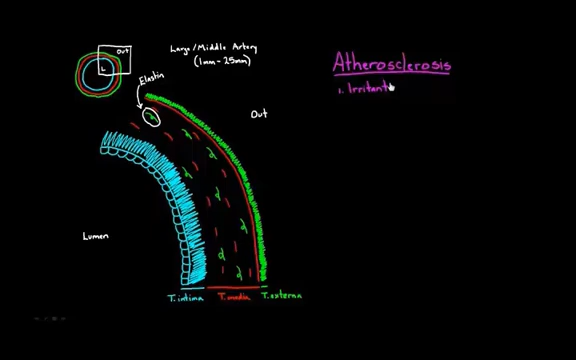 Out
L
Large/Middle Artery
(1mm-25mm)
Elastin
Out
Lumen
T. intima
T. media
T. externa
Atherosclerosis
1. Irritant